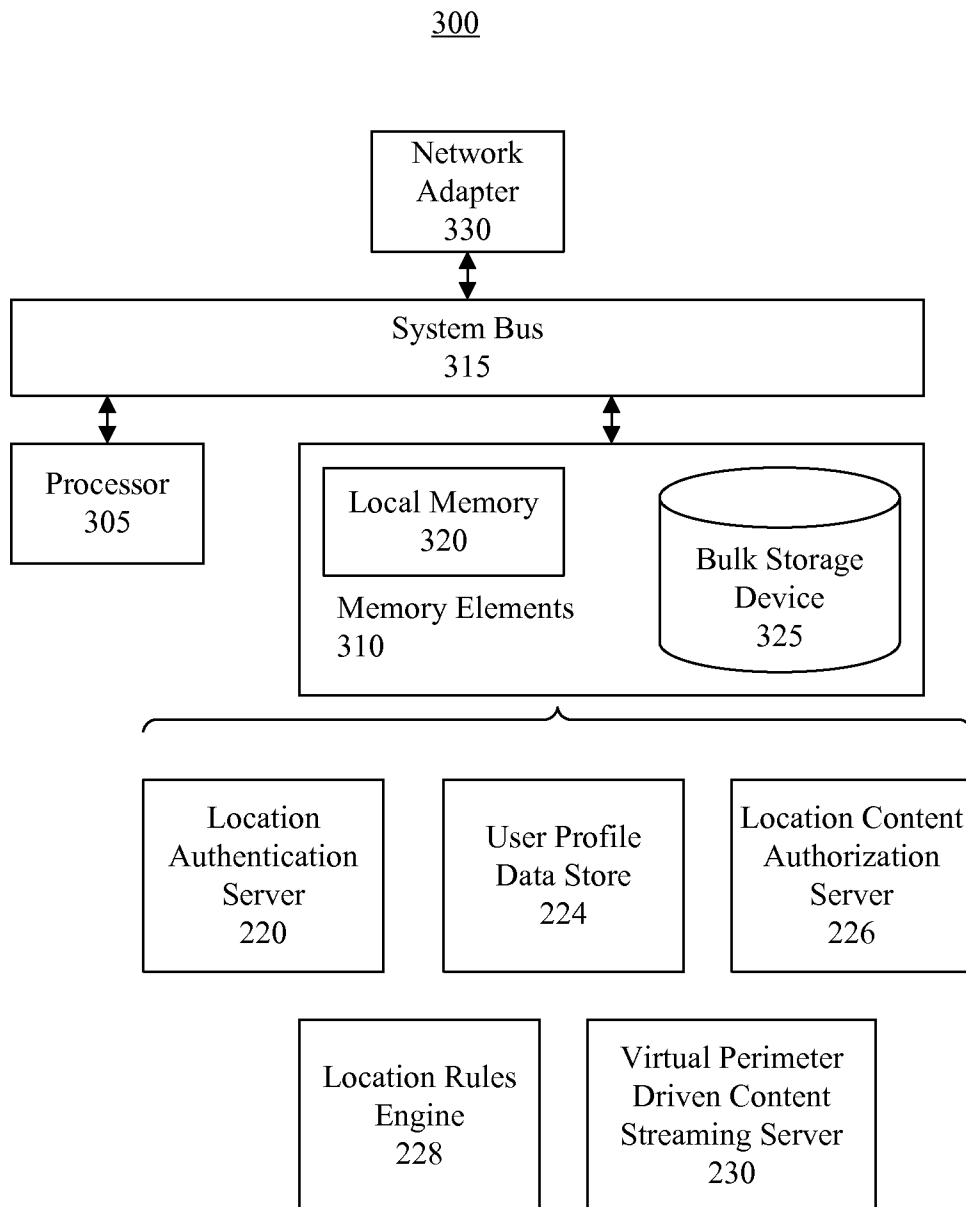 300
Network
Adapter
330
System Bus
315
Processor
305
Local Memory
320
Memory Elements
310
Bulk Storage
Device
325
Location
Authentication
Server
220
User Profile
Data Store
224
Location Content
Authorization
Server
226
Location Rules
Engine
228
Virtual Perimeter
Driven Content
Streaming Server
230